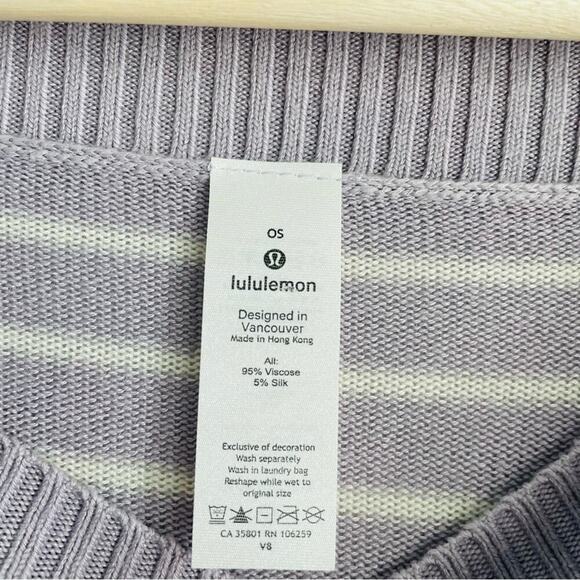 OS
lululemon
Designed in
Vancouver
Made in Hong Kong
All:
95% Viscose
5% Silk
Exclusive of decoration
Wash separately
Wash in laundry bag
Reshape while wet to
original size
CA 35801 RN 106259
V8